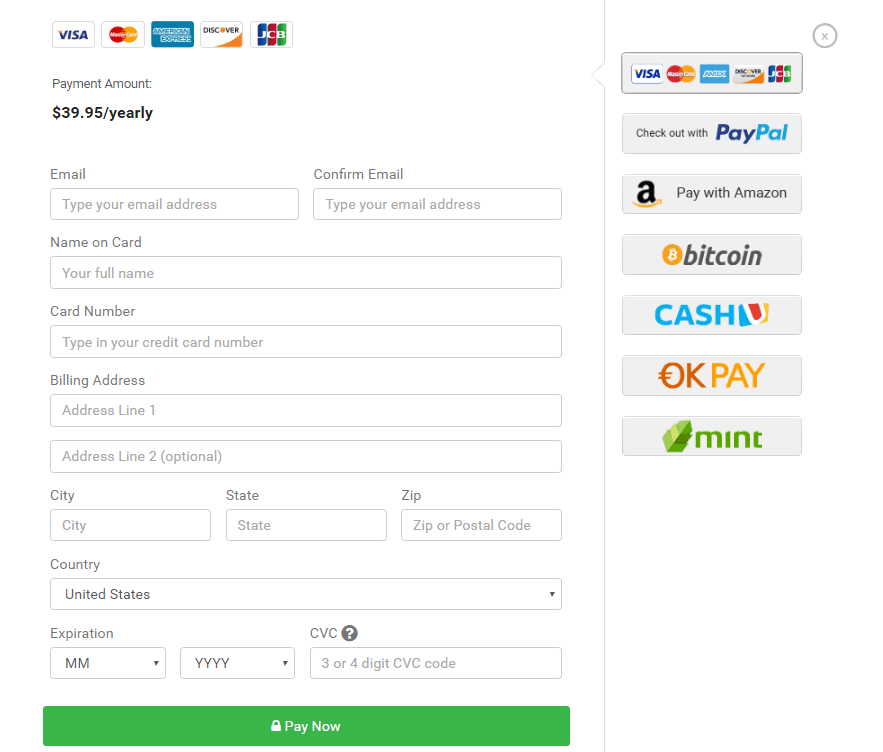 VISA MasterCard AMERICAN EXPRESS DISCOVER JCB
Payment Amount:
$39.95/yearly
Email Confirm Email
Type your email address Type your email address
Name on Card
Your full name
Card Number
Type in your credit card number
Billing Address
Address Line 1
Address Line 2 (optional)
City State Zip
City State Zip or Postal Code
Country
United States
Expiration CVC ?
MM YYYY 3 or 4 digit CVC code
Pay Now
×
VISA MasterCard AMEX DISCOVER NETWORK JCB
Check out with PayPal
a Pay with Amazon
bitcoin
CASHU
OKPAY
mint